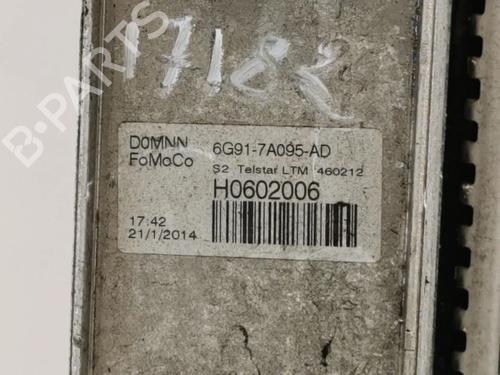 17182
D0MNN 6G91-7A095-AD
FoMoCo S2 Telstar LTM 460212
H0602006
17:42
21/1/2014
B-PARTS